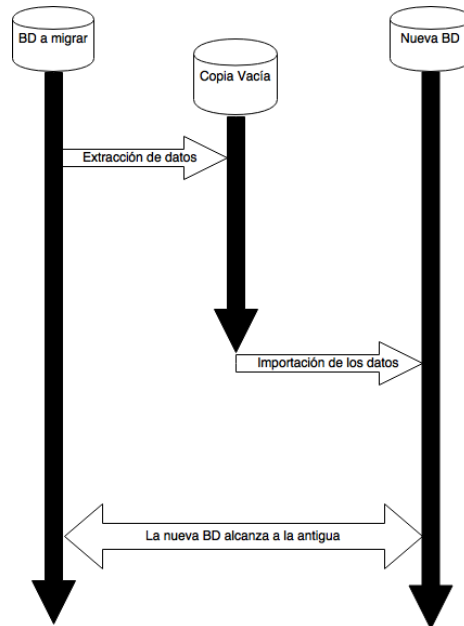 BD a migrar
Nueva BD
Copia Vacía
Extracción de datos
Importación de los datos
La nueva BD alcanza a la antigua